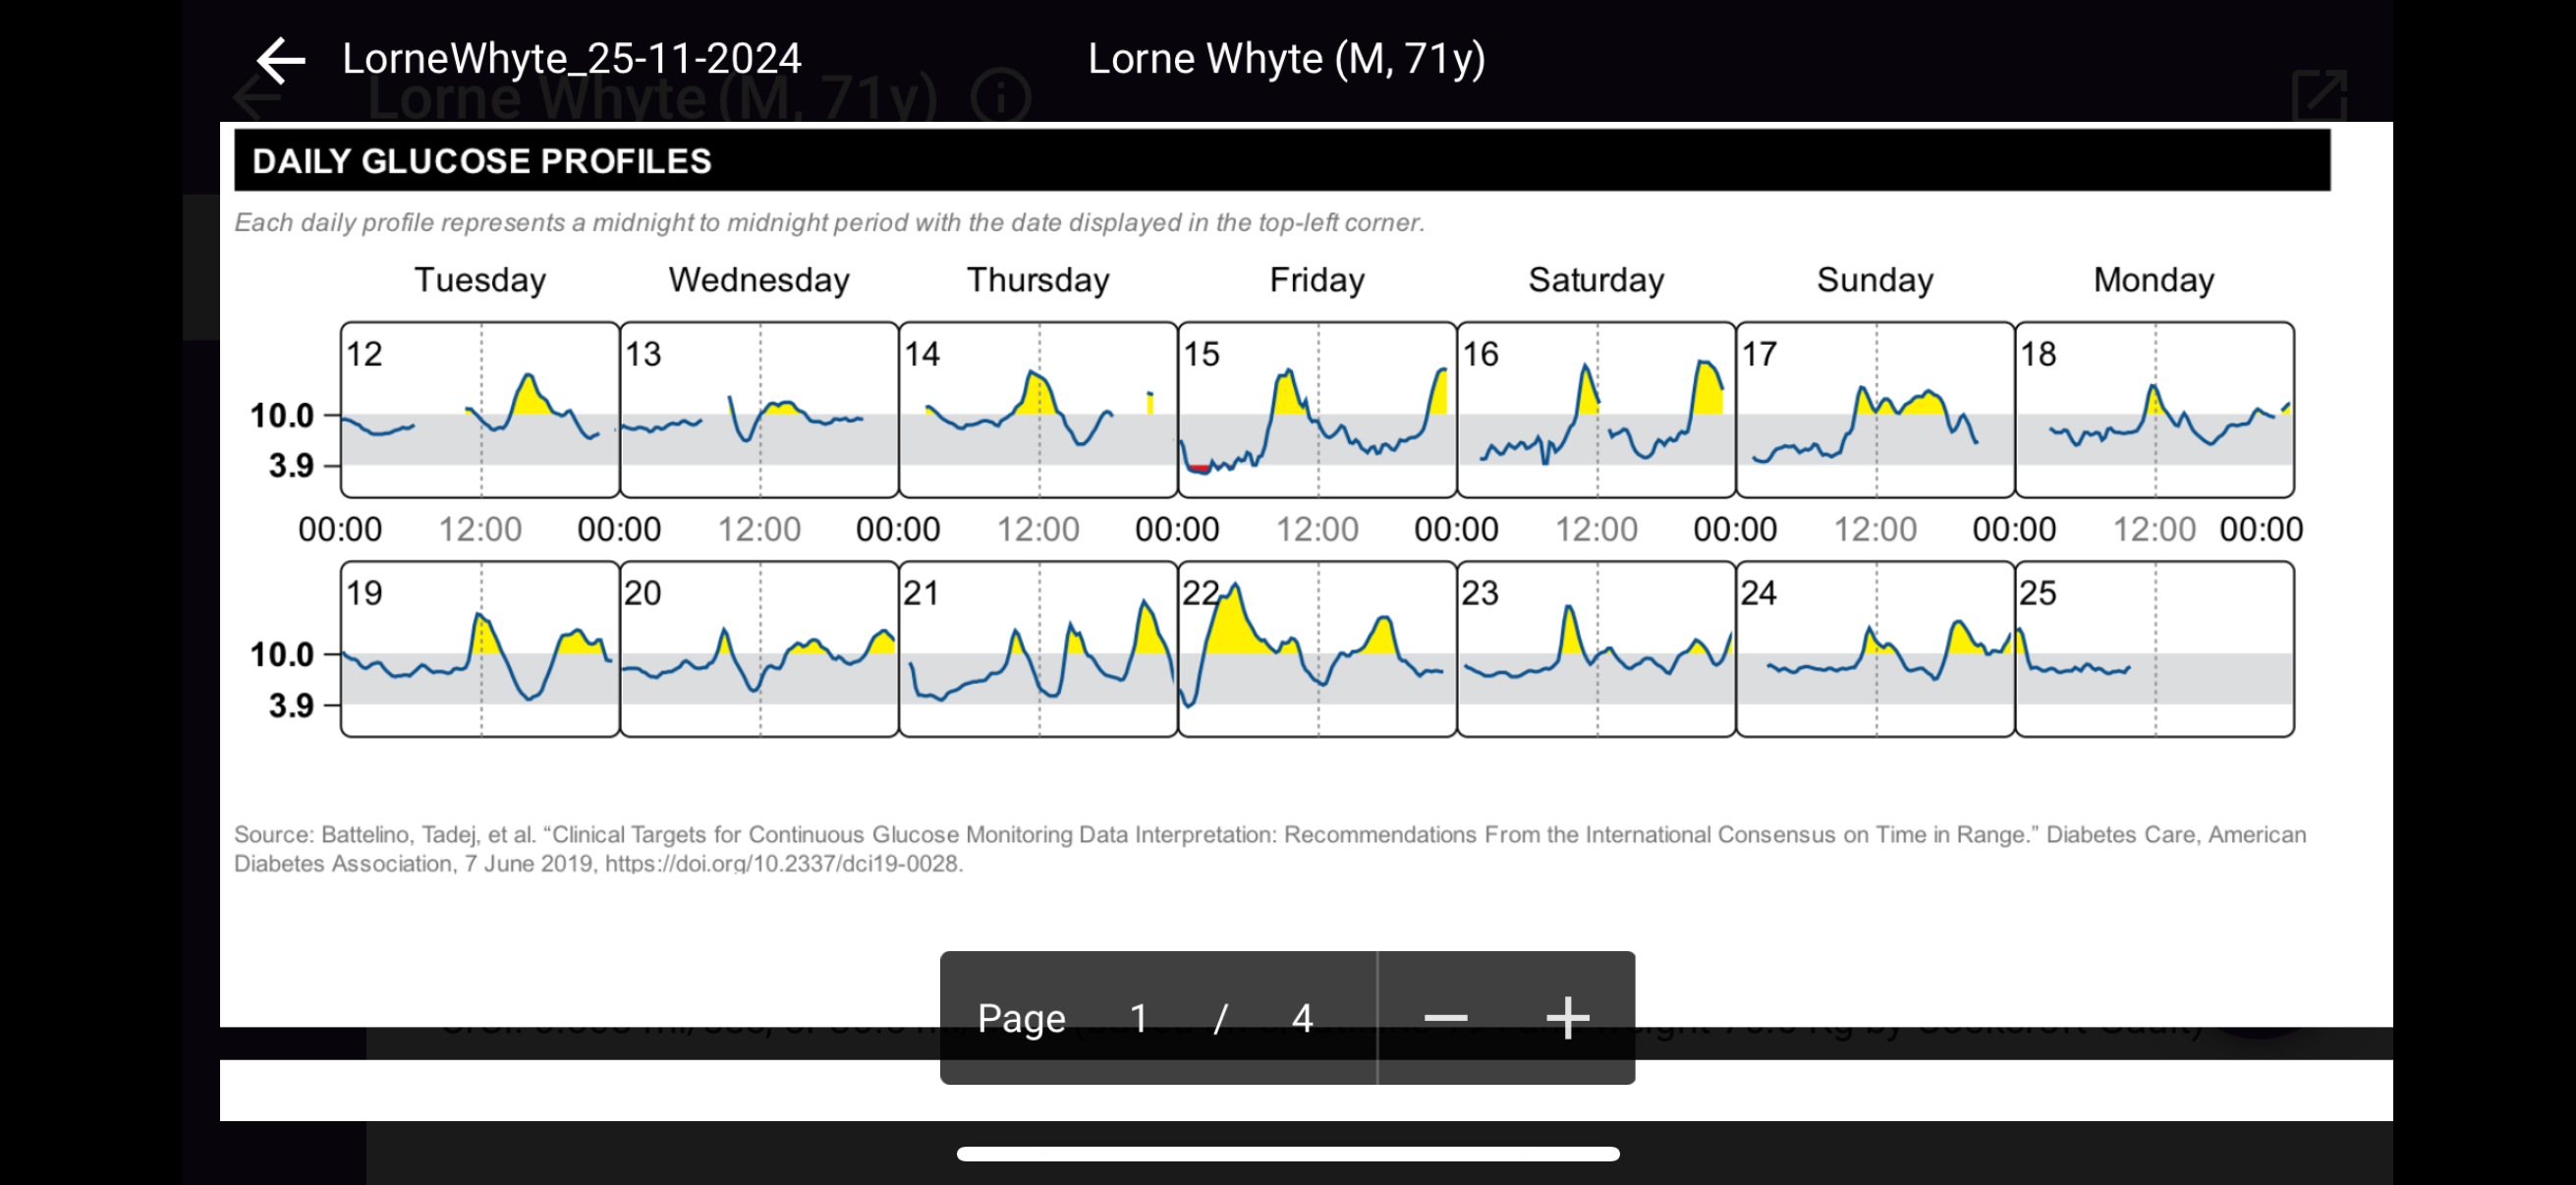 LorneWhyte_25-11-2024 Lorne Whyte (M, 71y)
Lorne Whyte (M, 71y)
DAILY GLUCOSE PROFILES
Each daily profile represents a midnight to midnight period with the date displayed in the top-left corner.
Tuesday Wednesday Thursday Friday Saturday Sunday Monday
12 13 14 15 16 17 18
10.0
3.9
00:00 12:00 00:00 12:00 00:00 12:00 00:00 12:00 00:00 12:00 00:00 12:00 00:00 12:00 00:00
19 20 21 22 23 24 25
10.0
3.9
Source: Battelino, Tadej, et al. “Clinical Targets for Continuous Glucose Monitoring Data Interpretation: Recommendations From the International Consensus on Time in Range.” Diabetes Care, American
Diabetes Association, 7 June 2019, https://doi.org/10.2337/dci19-0028.
Page 1 / 4 − +